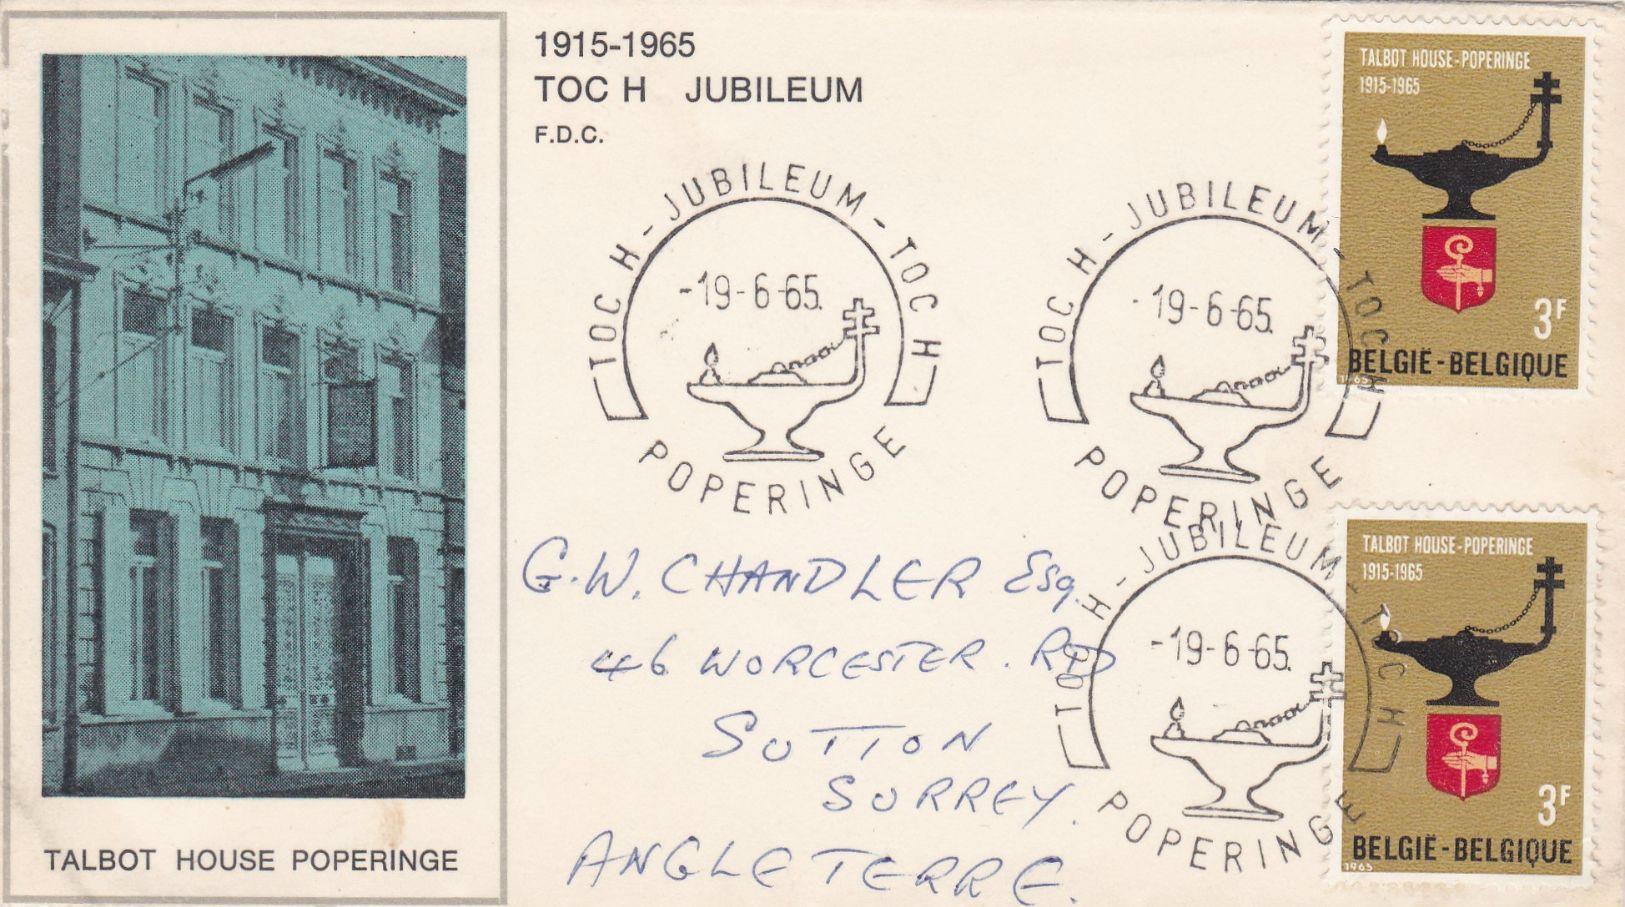 1915-1965
TOC H JUBILEUM
F.D.C.
TALBOT HOUSE POPERINGE
TOC H - JUBILEUM - TOC H
-19-6-65.
POPERINGE
TOC H - JUBILEUM - TOC H
-19-6-65.
POPERINGE
TALBOT HOUSE-POPERINGE
1915-1965
3F
BELGIË-BELGIQUE
1965
TOC H - JUBILEUM - TOC H
-19-6-65.
POPERINGE
TALBOT HOUSE-POPERINGE
1915-1965
3F
BELGIË-BELGIQUE
1965
G.W. CHANDLER Esq.
46 WORCESTER. RD
SUTTON
SURREY.
ANGLETERRE.